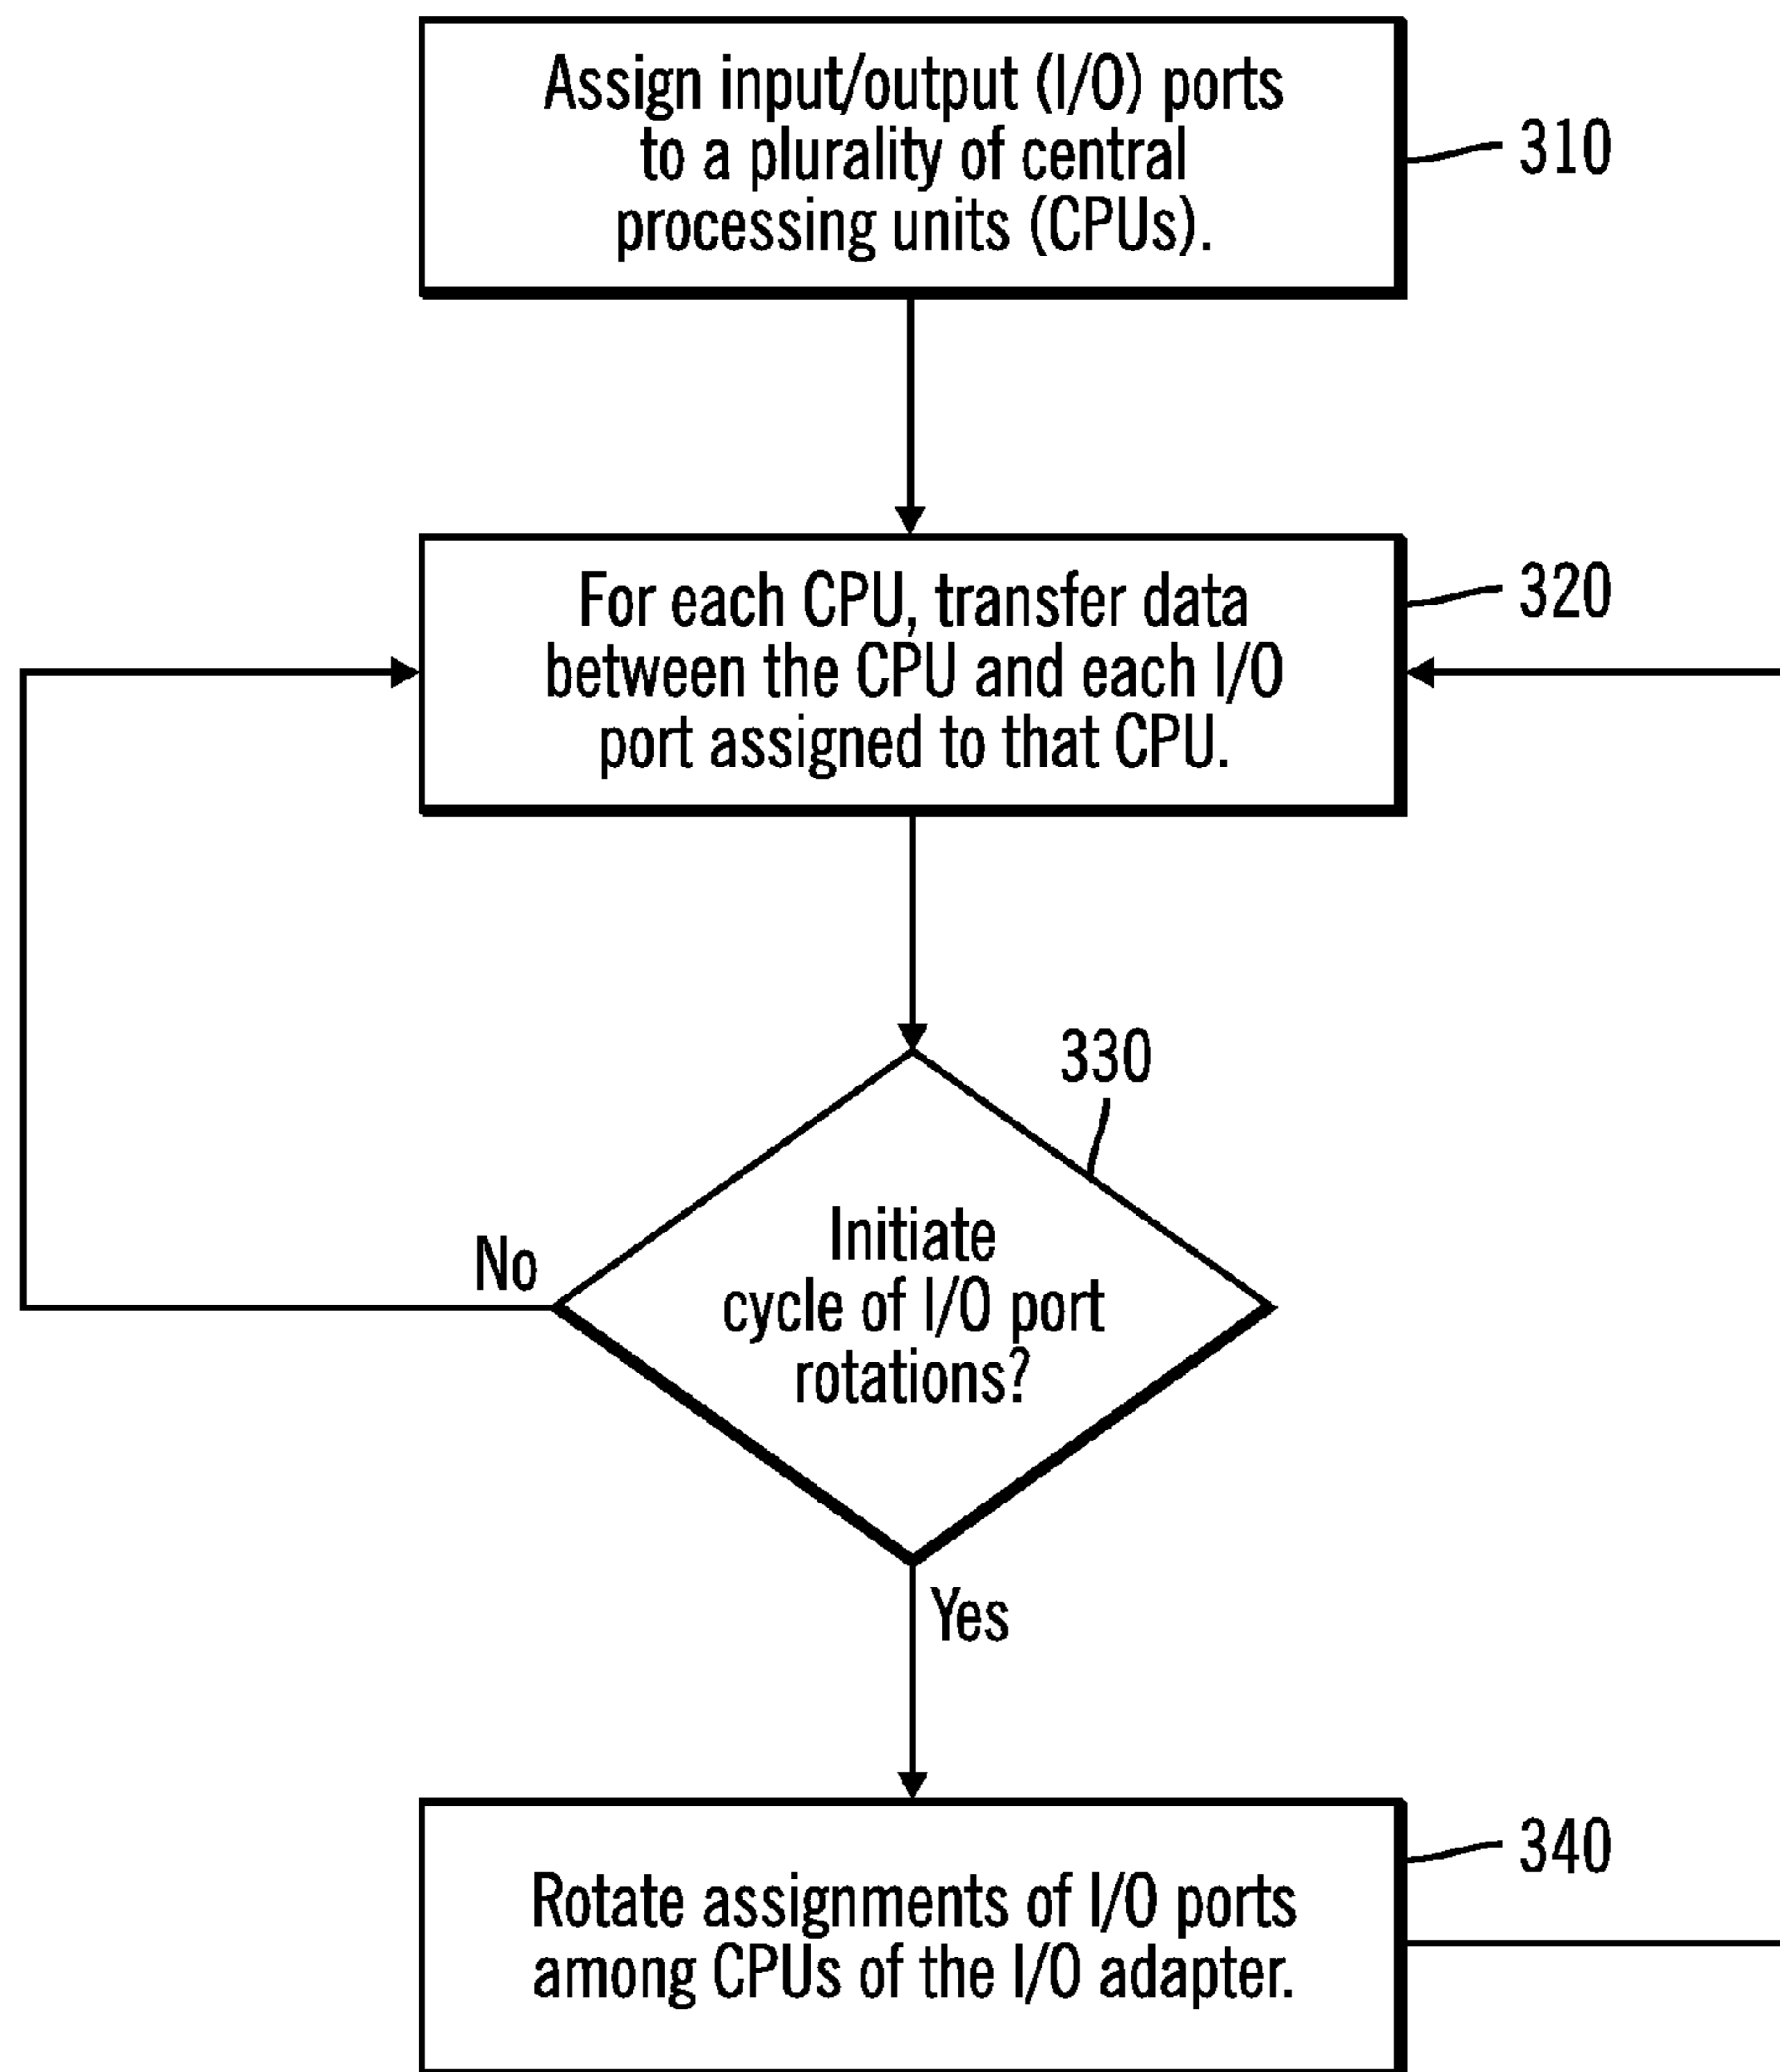 Assign input/output (I/O) ports
to a plurality of central
processing units (CPUs).
310
For each CPU, transfer data
between the CPU and each I/O
port assigned to that CPU.
320
330
Initiate
cycle of I/O port
rotations?
No
Yes
340
Rotate assignments of I/O ports
among CPUs of the I/O adapter.